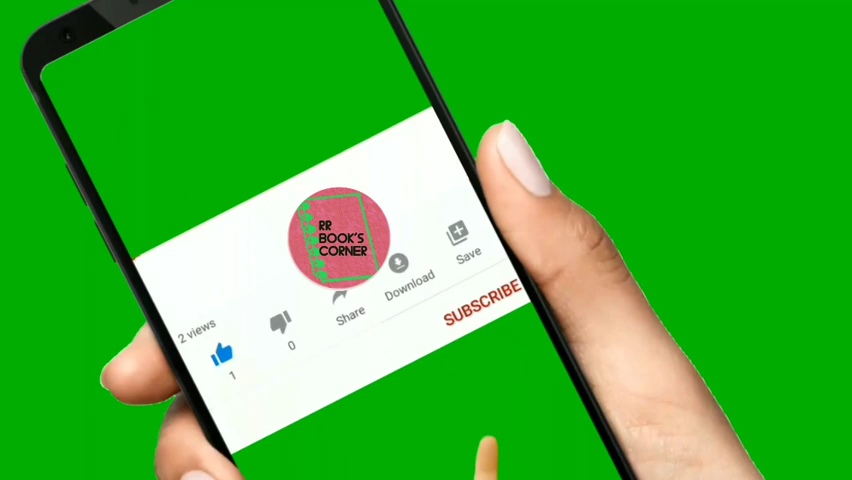 RR
BOOK'S
CORNER
2 views
1
0
Share
Download
Save
SUBSCRIBE